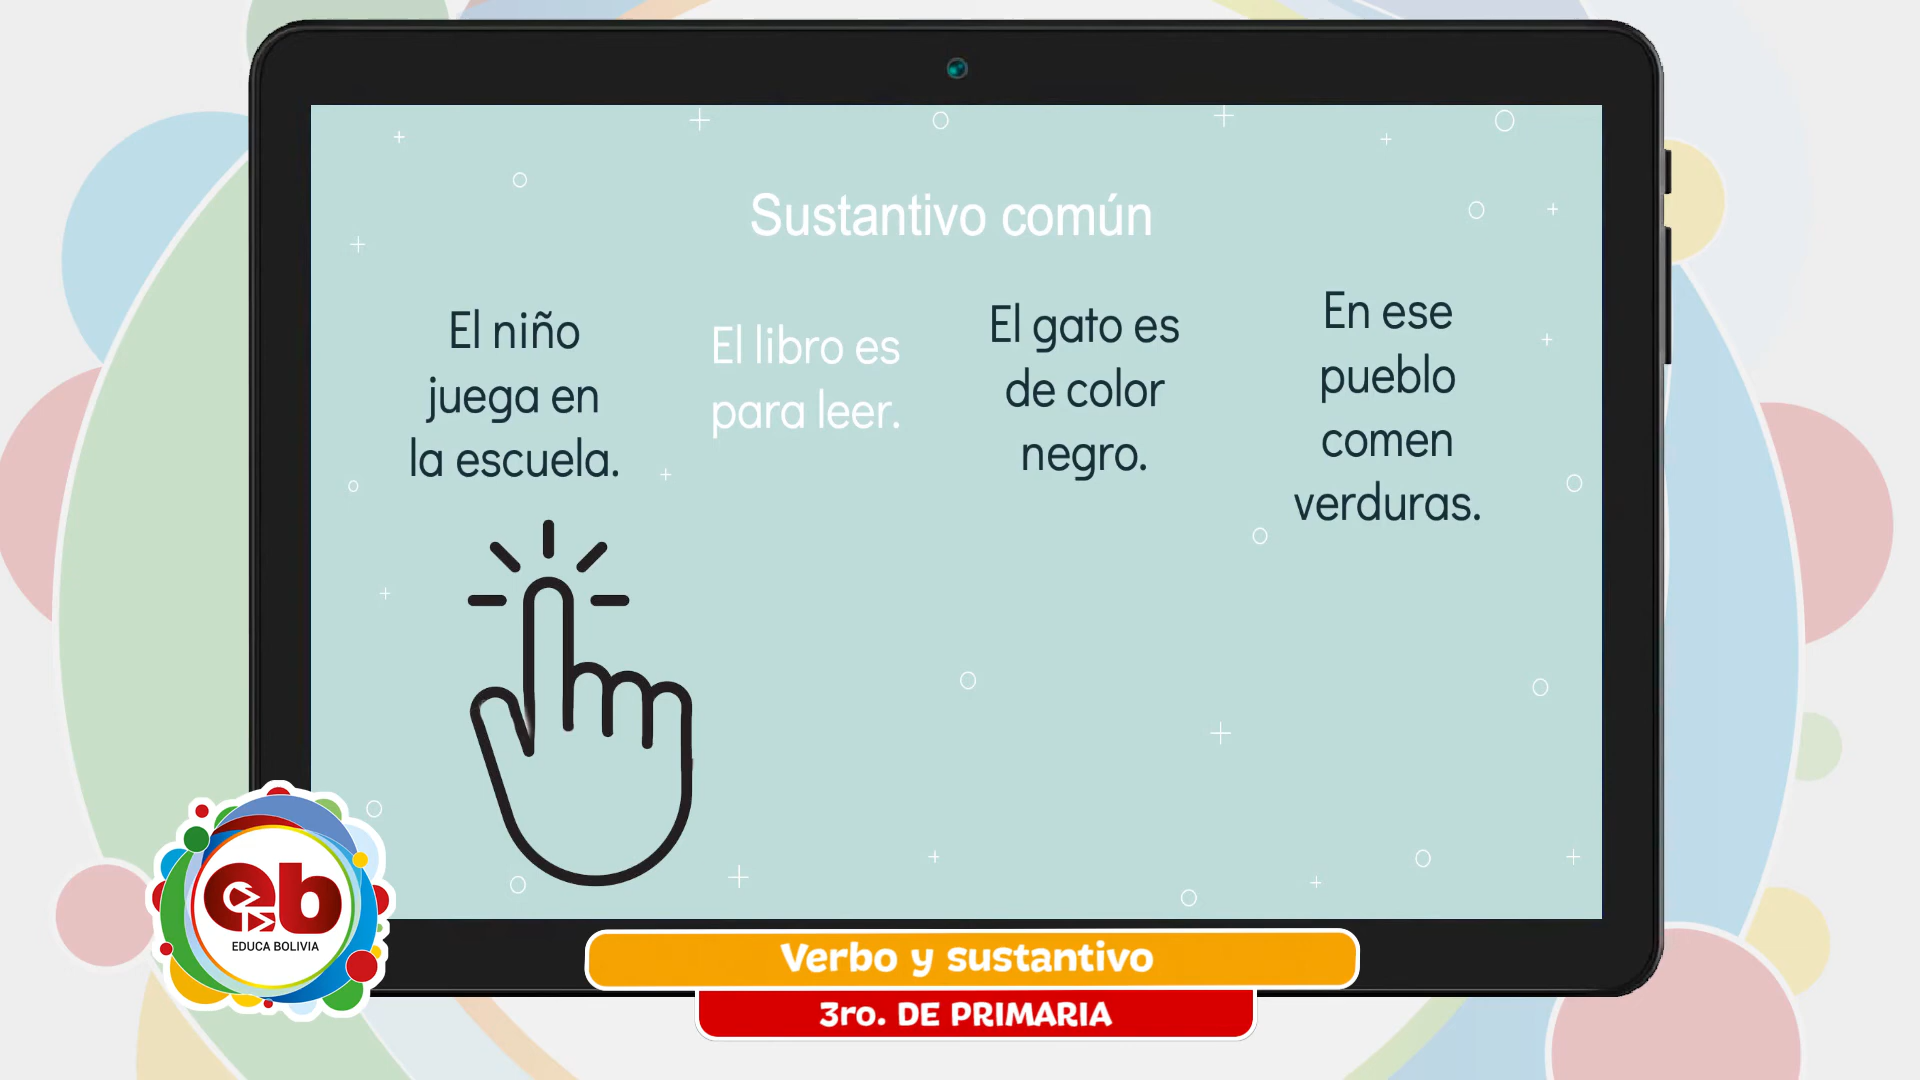 Sustantivo común
El niño
juega en
la escuela.
El libro es
para leer.
El gato es
de color
negro.
En ese
pueblo
comen
verduras.
eb
EDUCA BOLIVIA
Verbo y sustantivo
3ro. DE PRIMARIA